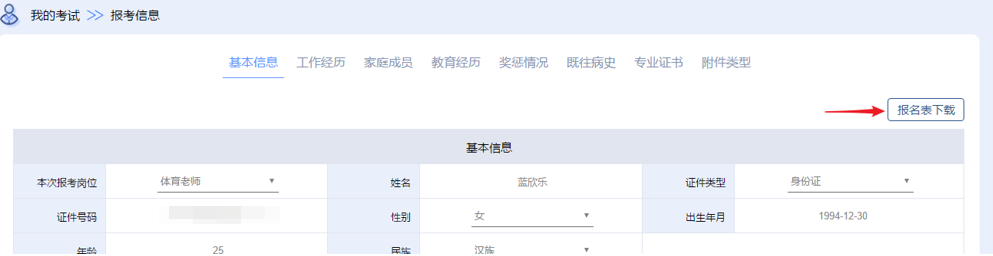 我的考试 >> 报考信息
基本信息 工作经历 家庭成员 教育经历 奖惩情况 既往病史 专业证书 附件类型
报名表下载
基本信息
本次报考岗位 体育老师 姓名 蓝欣乐 证件类型 身份证
证件号码 性别 女 出生年月 1994-12-30
年龄 25 民族 汉族